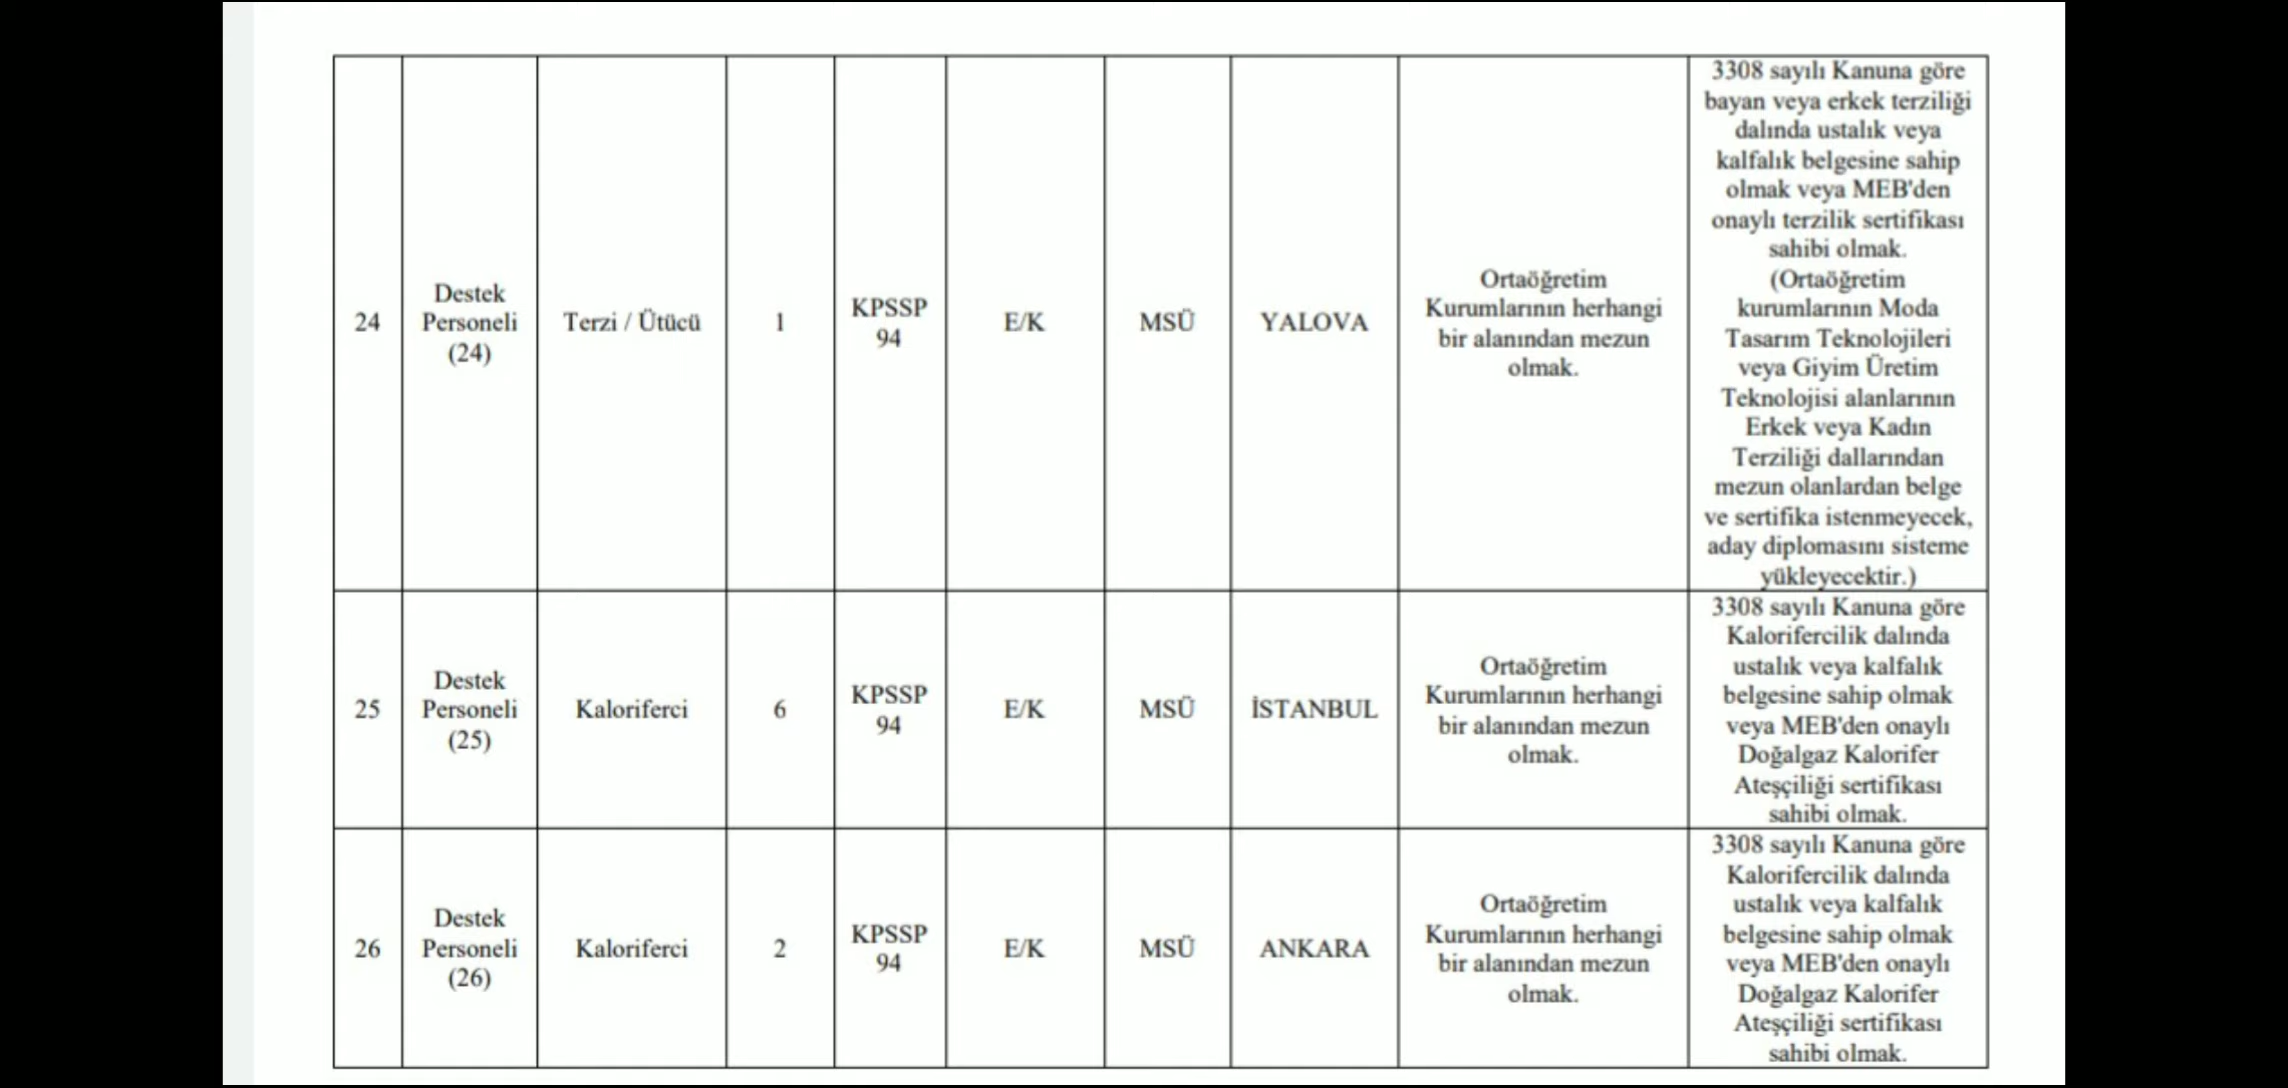 24
Destek
Personeli
(24)
Terzi / Ütücü
1
KPSSP
94
E/K
MSÜ
YALOVA
Ortaöğretim
Kurumlarının herhangi
bir alanından mezun
olmak.
3308 sayılı Kanuna göre
bayan veya erkek terziliği
dalında ustalık veya
kalfalık belgesine sahip
olmak veya MEB'den
onaylı terzilik sertifikası
sahibi olmak.
(Ortaöğretim
kurumlarının Moda
Tasarım Teknolojileri
veya Giyim Üretim
Teknolojisi alanlarının
Erkek veya Kadın
Terziliği dallarından
mezun olanlardan belge
ve sertifika istenmeyecek,
aday diplomasını sisteme
yükleyecektir.)
25
Destek
Personeli
(25)
Kaloriferci
6
KPSSP
94
E/K
MSÜ
İSTANBUL
Ortaöğretim
Kurumlarının herhangi
bir alanından mezun
olmak.
3308 sayılı Kanuna göre
Kalorifercilik dalında
ustalık veya kalfalık
belgesine sahip olmak
veya MEB'den onaylı
Doğalgaz Kalorifer
Ateşçiliği sertifikası
sahibi olmak.
26
Destek
Personeli
(26)
Kaloriferci
2
KPSSP
94
E/K
MSÜ
ANKARA
Ortaöğretim
Kurumlarının herhangi
bir alanından mezun
olmak.
3308 sayılı Kanuna göre
Kalorifercilik dalında
ustalık veya kalfalık
belgesine sahip olmak
veya MEB'den onaylı
Doğalgaz Kalorifer
Ateşçiliği sertifikası
sahibi olmak.